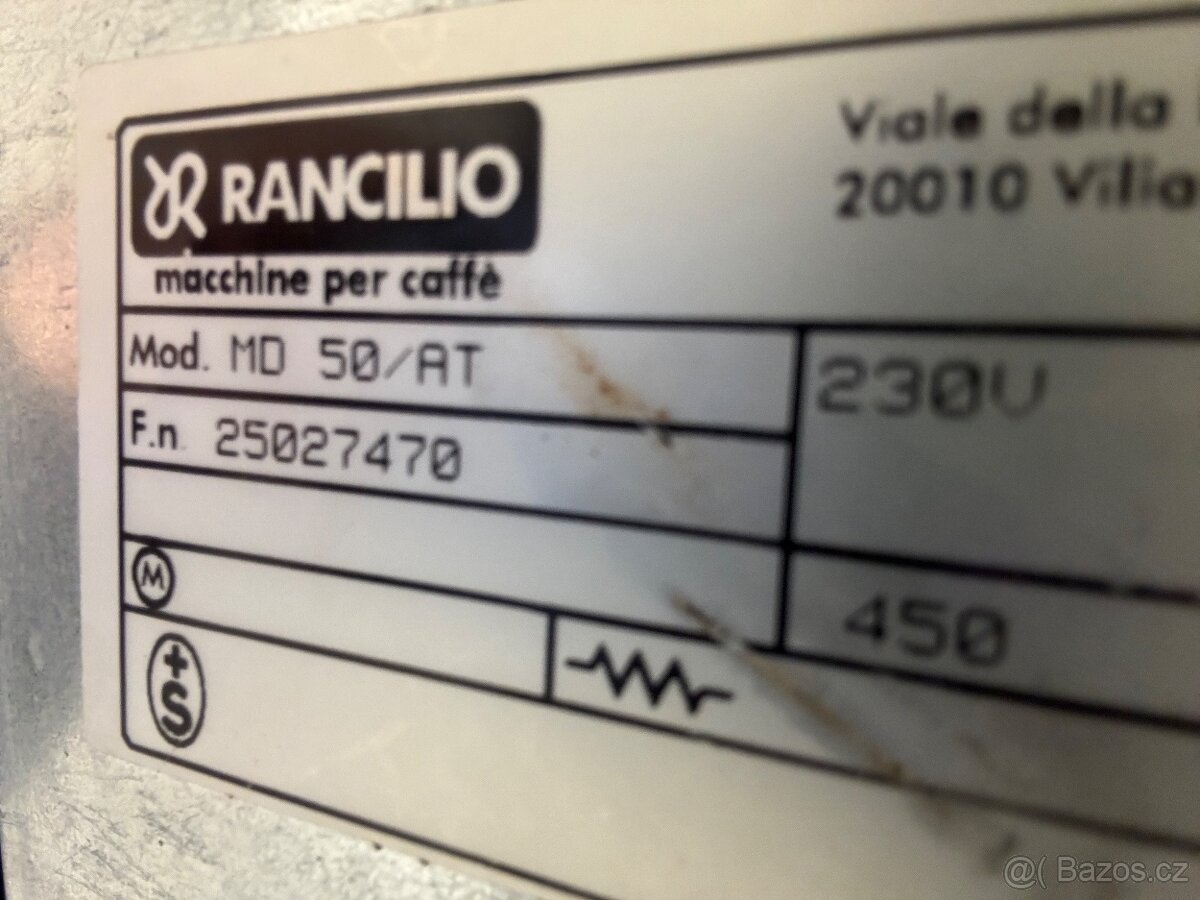 RANCILIO
macchine per caffè
Viale della
20010 Villa
Mod. MD 50/AT
230V
F.n. 25027470
M
450
+S
@( Bazos.cz